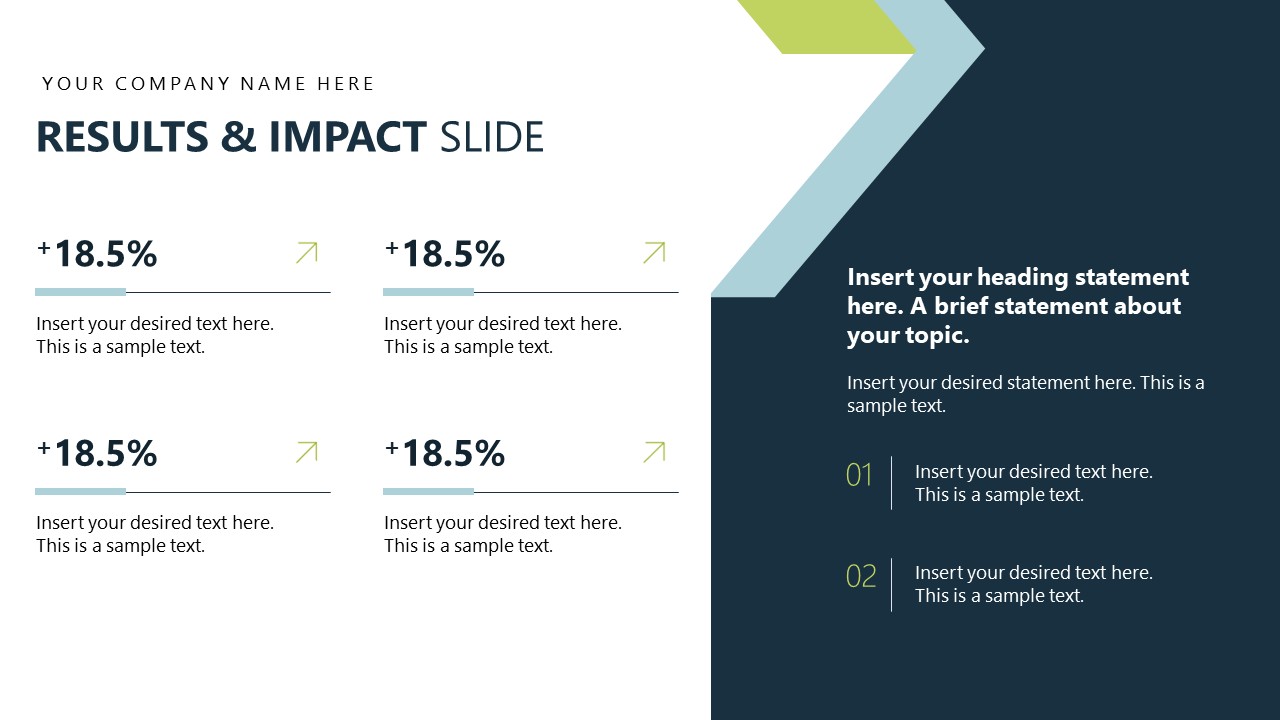 YOUR COMPANY NAME HERE
RESULTS & IMPACT SLIDE
+18.5%
Insert your desired text here.
This is a sample text.
+18.5%
Insert your desired text here.
This is a sample text.
+18.5%
Insert your desired text here.
This is a sample text.
+18.5%
Insert your desired text here.
This is a sample text.
Insert your heading statement
here. A brief statement about
your topic.
Insert your desired statement here. This is a
sample text.
01
Insert your desired text here.
This is a sample text.
02
Insert your desired text here.
This is a sample text.